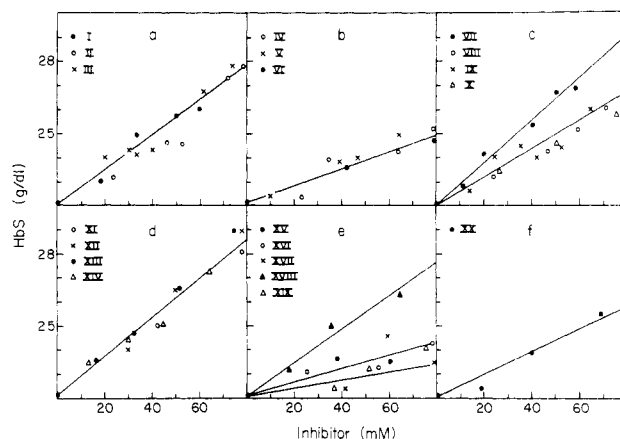 a
● I
○ II
× III
b
○ IV
× V
● VI
c
● VII
○ VIII
× IX
△ X
28
25
HbS (g/dl)
d
○ XI
× XII
● XIII
△ XIV
e
● XV
○ XVI
× XVII
▲ XVIII
△ XIX
f
● XX
28
25
20 40 60
20 40 60
20 40 60
Inhibitor (mM)